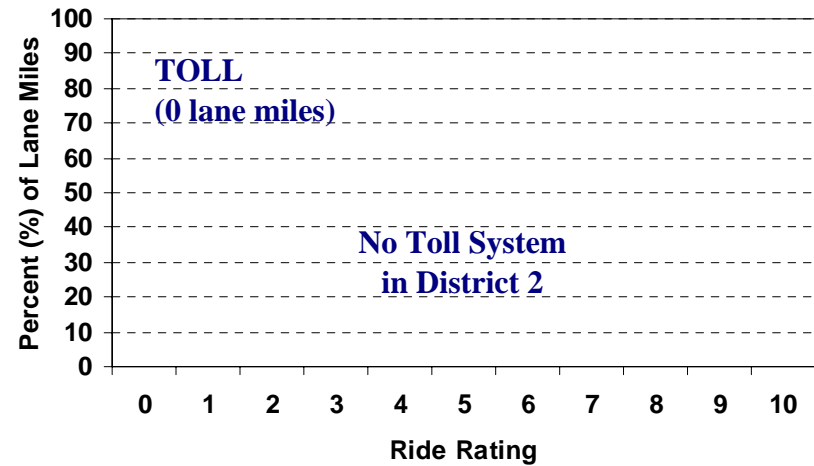 Percent (%) of Lane Miles
100
90
80
70
60
50
40
30
20
10
0
TOLL
(0 lane miles)
No Toll System
in District 2
0 1 2 3 4 5 6 7 8 9 10
Ride Rating